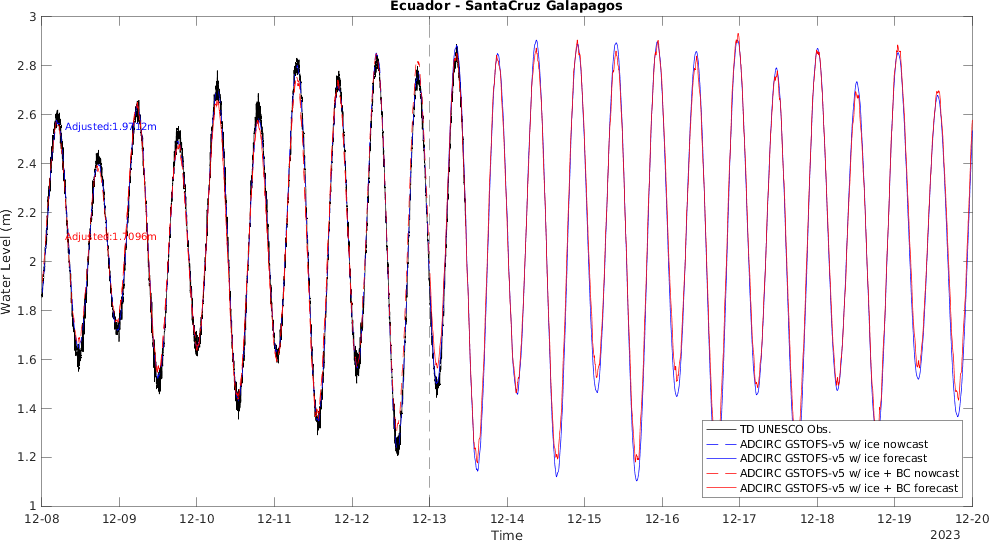 Ecuador - SantaCruz Galapagos
3
2.8
2.6
2.4
2.2
2
1.8
1.6
1.4
1.2
1
Water Level (m)
Adjusted:1.9712m
Adjusted:1.7096m
TD UNESCO Obs.
ADCIRC GSTOFS-v5 w/ ice nowcast
ADCIRC GSTOFS-v5 w/ ice forecast
ADCIRC GSTOFS-v5 w/ ice + BC nowcast
ADCIRC GSTOFS-v5 w/ ice + BC forecast
12-08 12-09 12-10 12-11 12-12 12-13 12-14 12-15 12-16 12-17 12-18 12-19 12-20
Time
2023